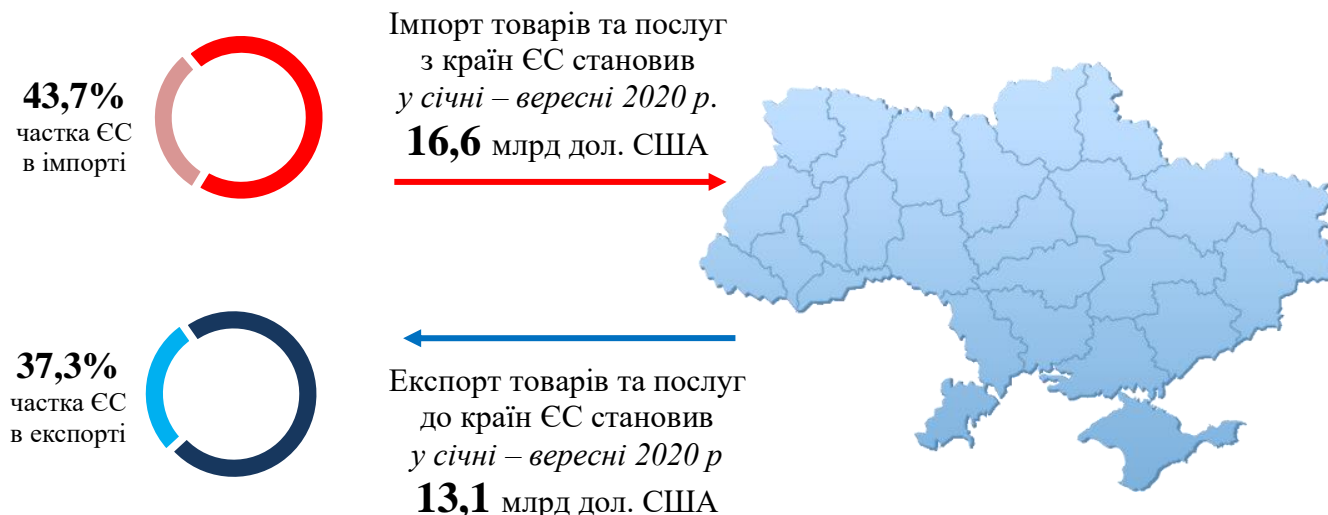 43,7%
частка ЄС
в імпорті
Імпорт товарів та послуг
з країн ЄС становив
у січні – вересні 2020 р.
16,6 млрд дол. США
37,3%
частка ЄС
в експорті
Експорт товарів та послуг
до країн ЄС становив
у січні – вересні 2020 р
13,1 млрд дол. США